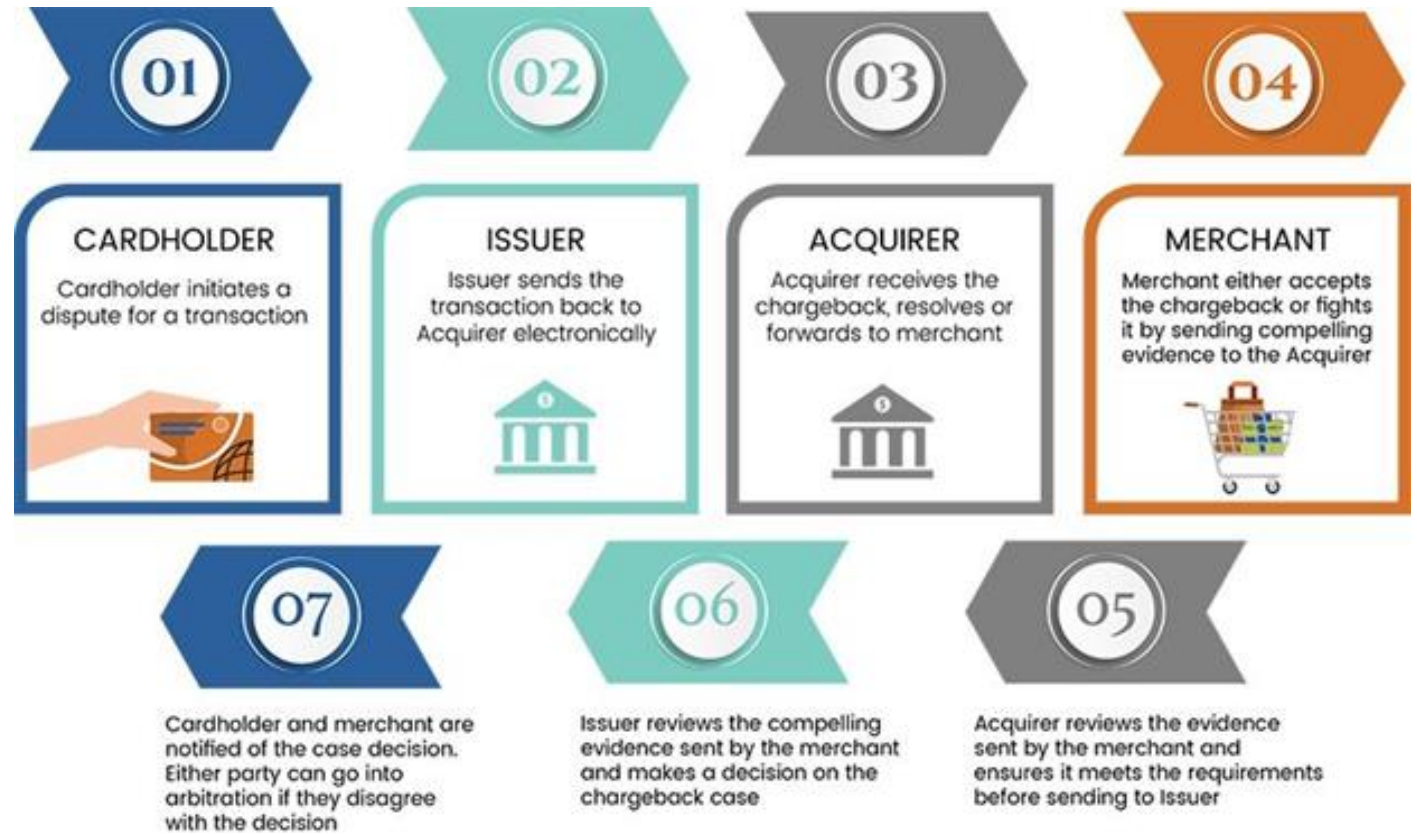 01
02
03
04
CARDHOLDER
Cardholder initiates a
dispute for a transaction
ISSUER
Issuer sends the
transaction back to
Acquirer electronically
$
ACQUIRER
Acquirer receives the
chargeback, resolves or
forwards to merchant
$
MERCHANT
Merchant either accepts
the chargeback or fights
it by sending compelling
evidence to the Acquirer
07
06
05
Cardholder and merchant are
notified of the case decision.
Either party can go into
arbitration if they disagree
with the decision
Issuer reviews the compelling
evidence sent by the merchant
and makes a decision on the
chargeback case
Acquirer reviews the evidence
sent by the merchant and
ensures it meets the requirements
before sending to Issuer